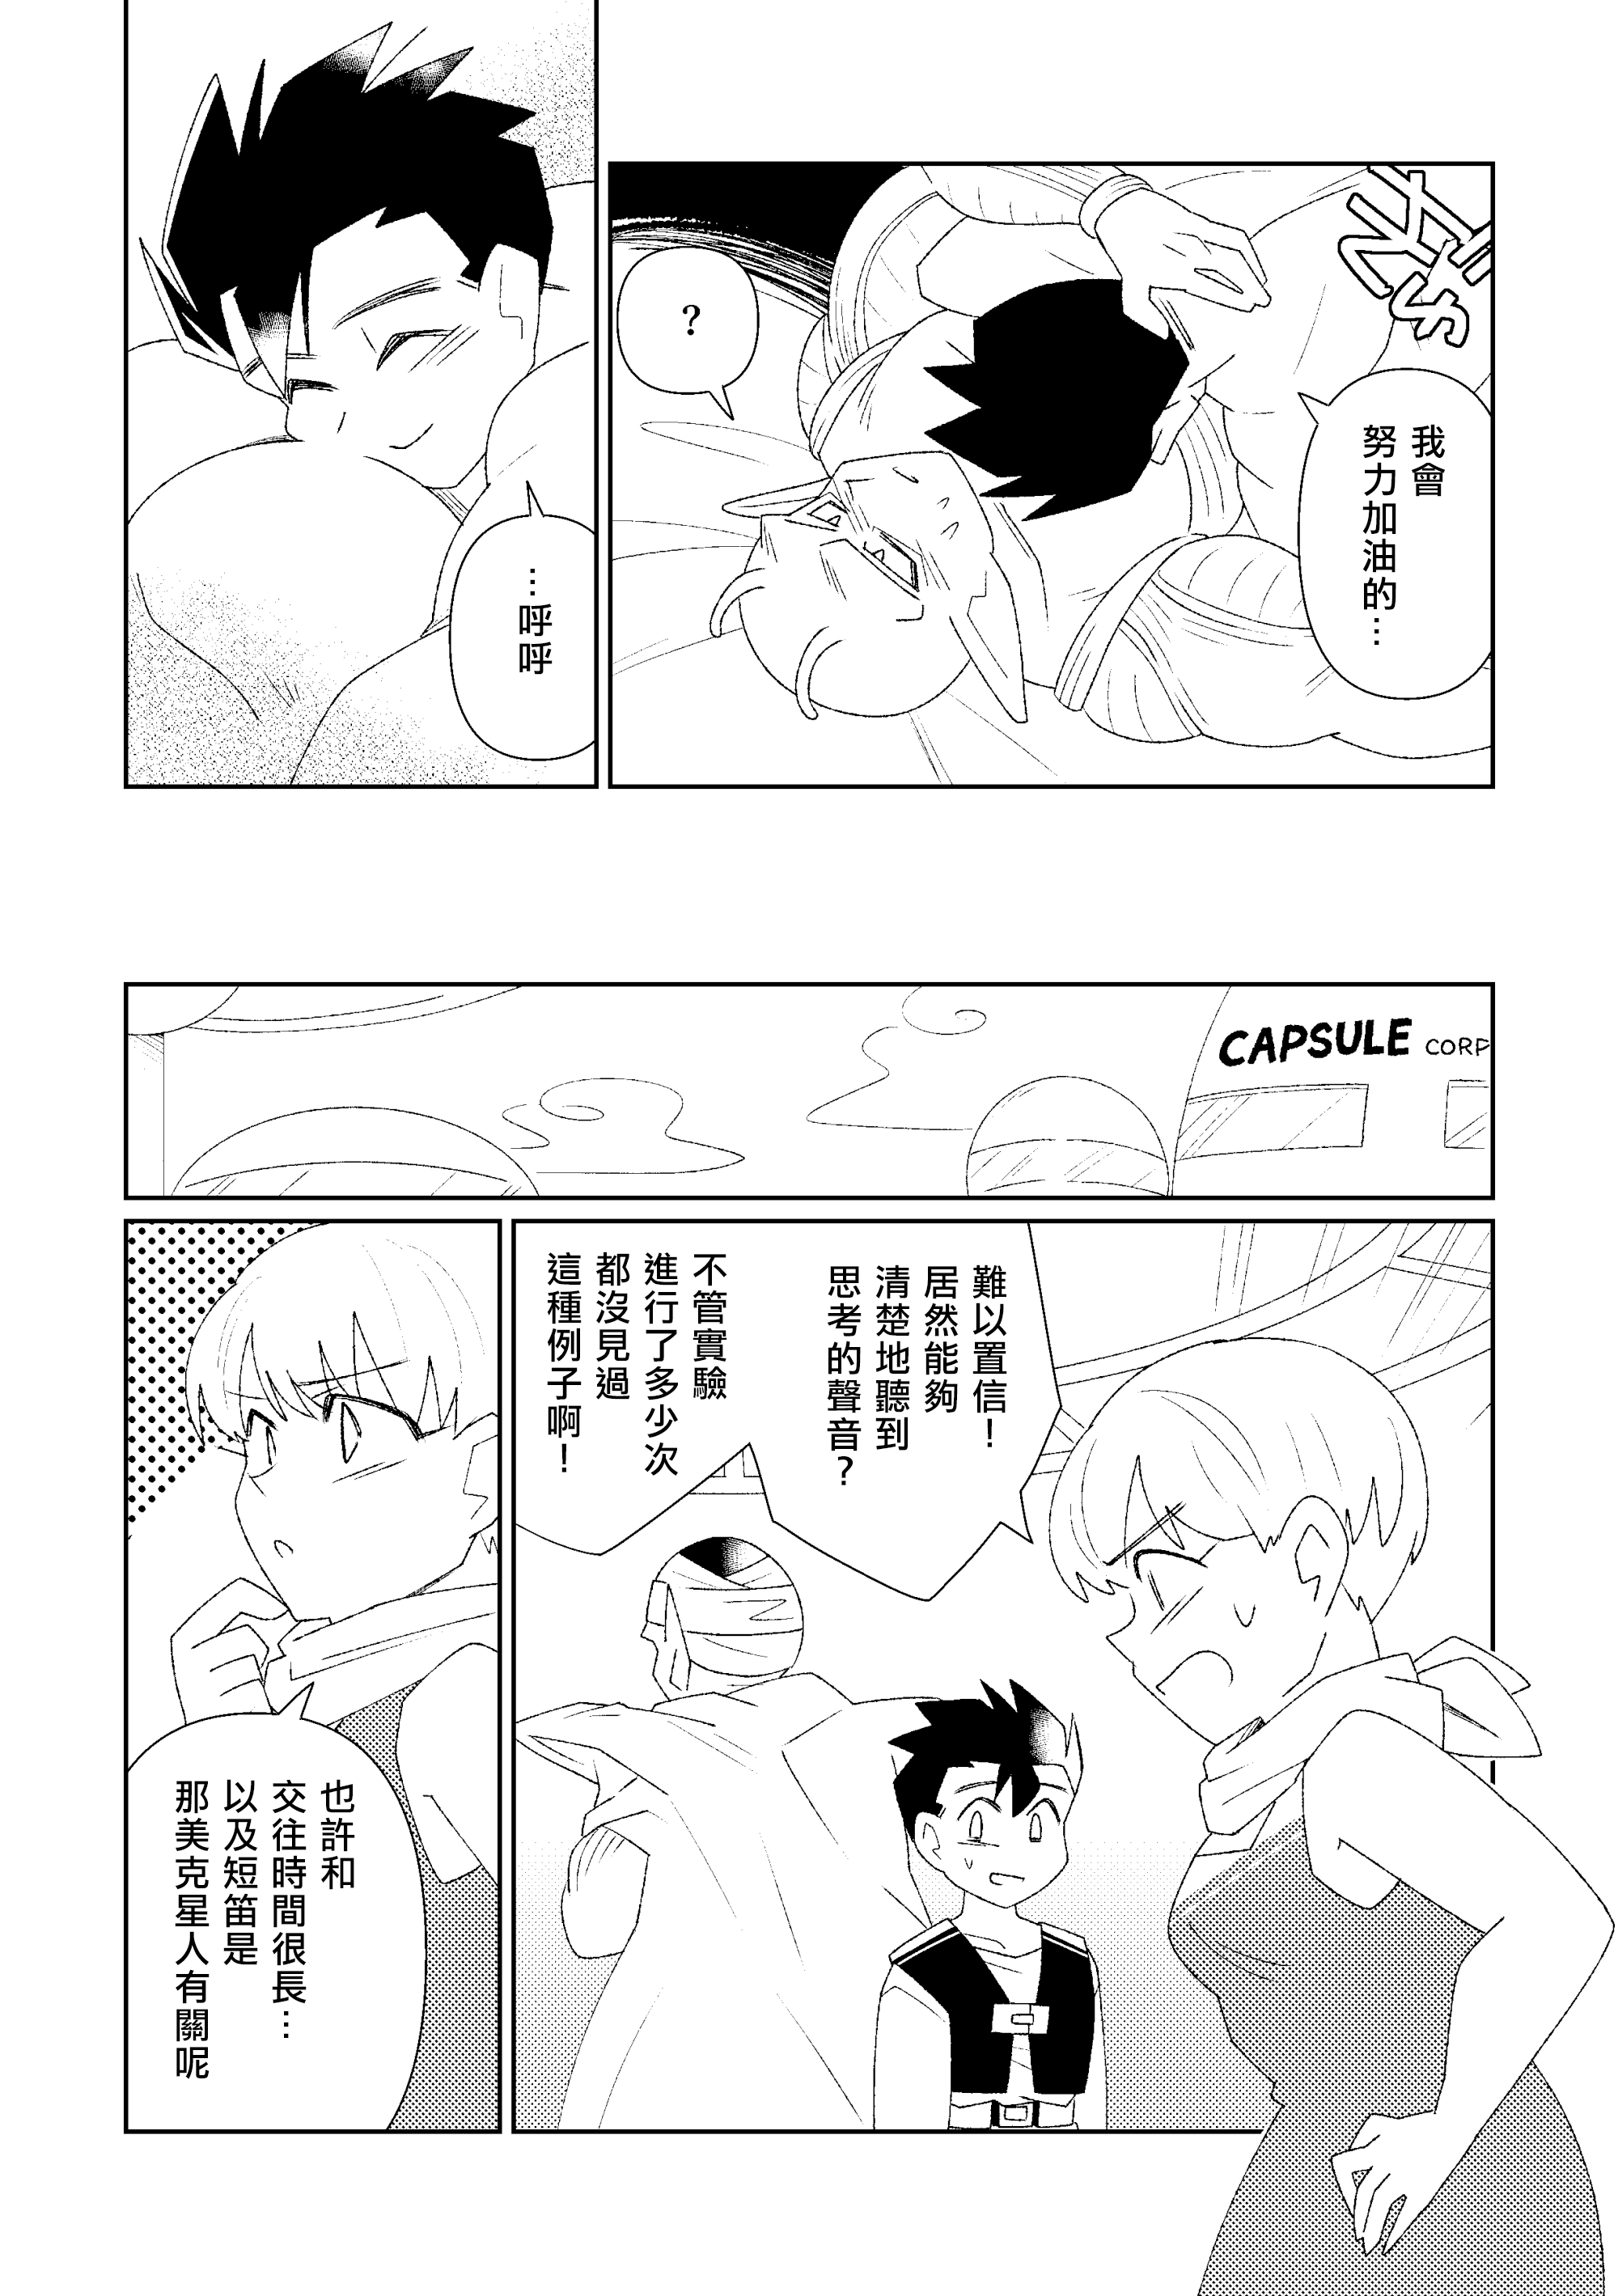 我會
努力加油的…
?
…呼呼
CAPSULE CORP
難以置信!
居然能夠
清楚地聽到
思考的聲音?
不管實驗
進行了多少次
都沒見過
這種例子啊!
也許和
交往時間很長…
以及短笛是
那美克星人有關呢